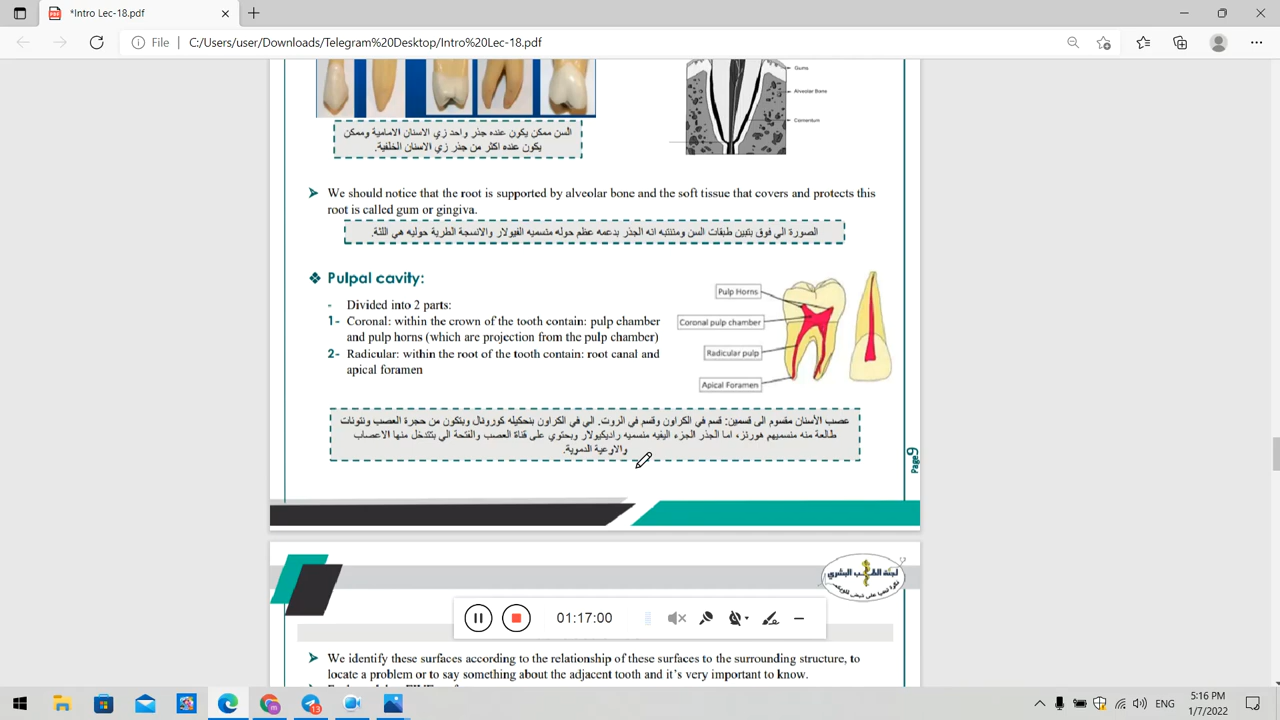 *Intro Lec-18.pdf
File
C:/Users/user/Downloads/Telegram%20Desktop/Intro%20Lec-18.pdf
Gums
Alveolar Bone
Cementum
السن ممكن يكون عنده جذر واحد زي الاسنان الامامية وممكن
يكون عنده اكثر من جذر زي الاسنان الخلفية.
➤ We should notice that the root is supported by alveolar bone and the soft tissue that covers and protects this
root is called gum or gingiva.
الصورة الي فوق بتبين طبقات السن ومننتبه انه الجذر بدعمه عظم حوله منسميه الفيولار والانسجة الطرية حوليه هي اللثة.
❖ Pulpal cavity:
- Divided into 2 parts:
1- Coronal: within the crown of the tooth contain: pulp chamber
and pulp horns (which are projection from the pulp chamber)
2- Radicular: within the root of the tooth contain: root canal and
apical foramen
Pulp Horns
Coronal pulp chamber
Radicular pulp
Apical Foramen
عصب الأسنان مقسوم الى قسمين: قسم في الكراون وقسم في الروت. الي في الكراون بنحكيله كورونال وبتكون من حجرة العصب ونتوئات
طالعة منه منسميهم هورنز، اما الجذر الجزء اليفيه منسميه راديكيولار وبحتوي على قناة العصب والفتحة الي بتتدخل منها الاعصاب
والاوعية الدموية.
Page 9
لجنة الطب البشري
01:17:00
➤ We identify these surfaces according to the relationship of these surfaces to the surrounding structure, to
locate a problem or to say something about the adjacent tooth and it's very important to know.
13
ENG
5:16 PM
1/7/2022